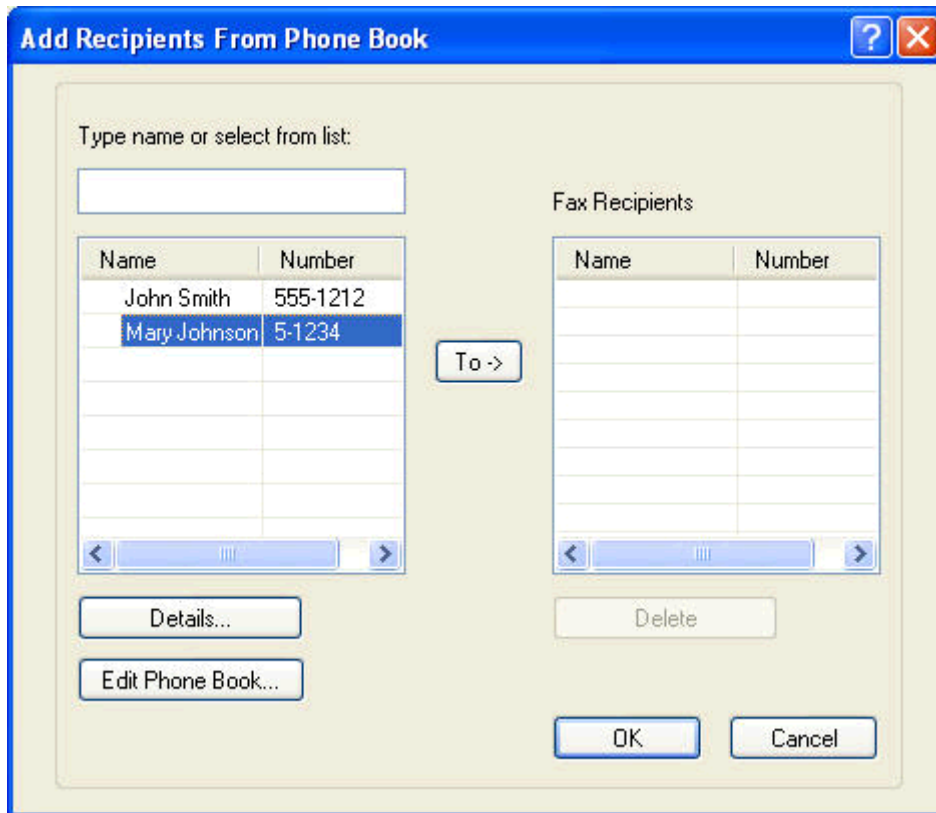 Add Recipients From Phone Book
Type name or select from list:
Name Number
John Smith 555-1212
Mary Johnson 5-1234
Details...
Edit Phone Book...
To ->
Fax Recipients
Name Number
Delete
OK Cancel